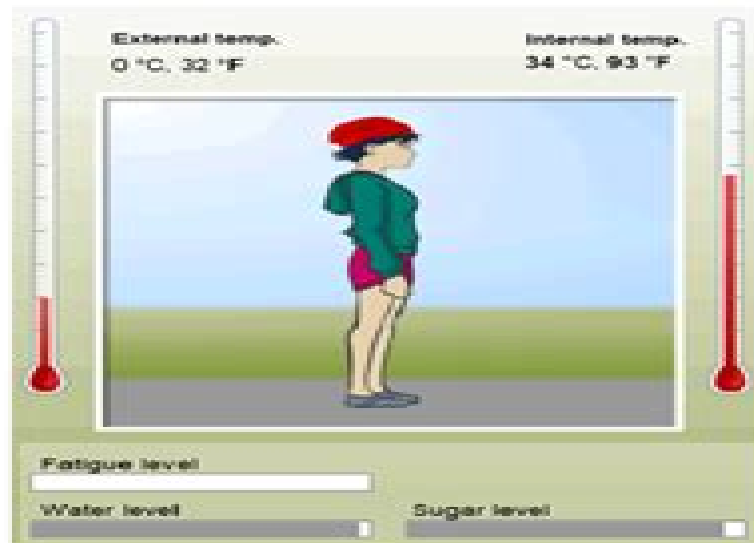 External temp.
0 °C, 32 °F
Internal temp.
34 °C, 93 °F
Fatigue level
Water level
Sugar level